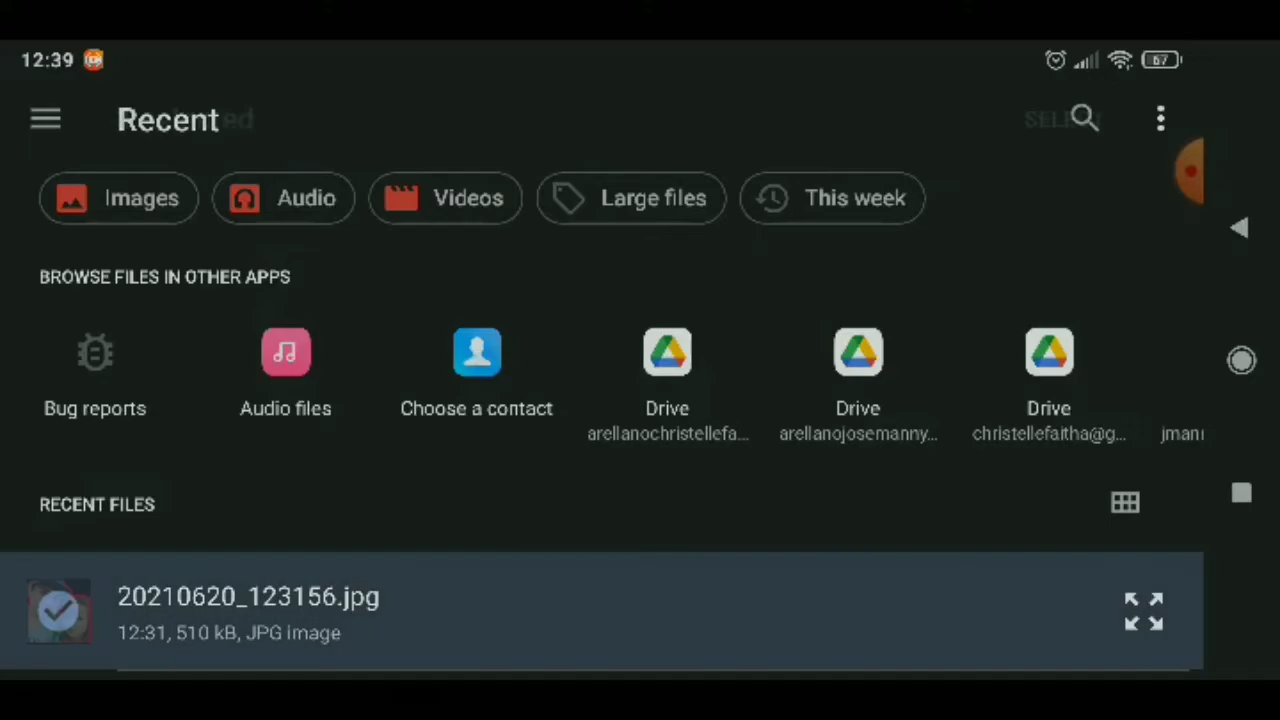 12:39
67
Recent
Images
Audio
Videos
Large files
This week
BROWSE FILES IN OTHER APPS
Bug reports
Audio files
Choose a contact
Drive
arellanochristellefa...
Drive
arellanojosemanny...
Drive
christellefaitha@g...
RECENT FILES
20210620_123156.jpg
12:31, 510 kB, JPG image